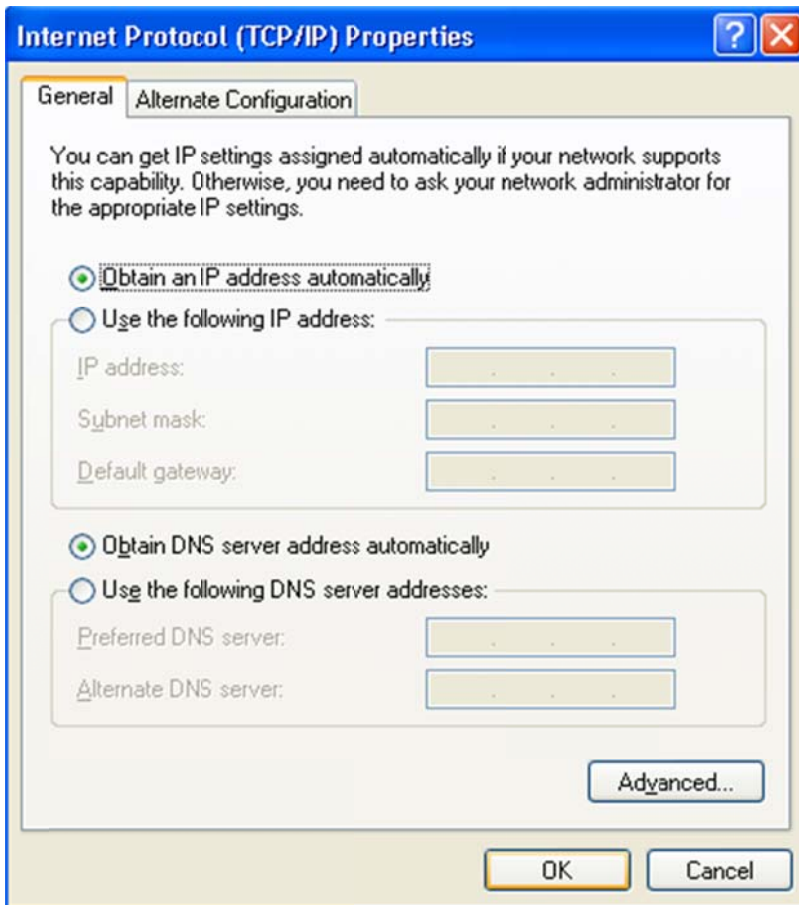 Internet Protocol (TCP/IP) Properties
General
Alternate Configuration
You can get IP settings assigned automatically if your network supports
this capability. Otherwise, you need to ask your network administrator for
the appropriate IP settings.
Obtain an IP address automatically
Use the following IP address:
IP address:
Subnet mask:
Default gateway:
Obtain DNS server address automatically
Use the following DNS server addresses:
Preferred DNS server:
Alternate DNS server:
Advanced...
OK
Cancel